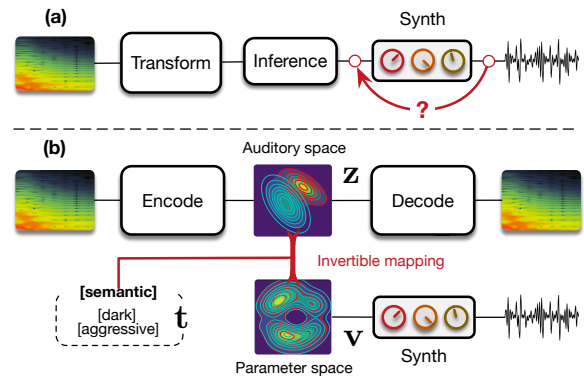 (a)
Synth
Transform
Inference
?
(b)
Auditory space
Encode
z
Decode
Invertible mapping
[semantic]
[dark]
[aggressive]
t
v
Synth
Parameter space